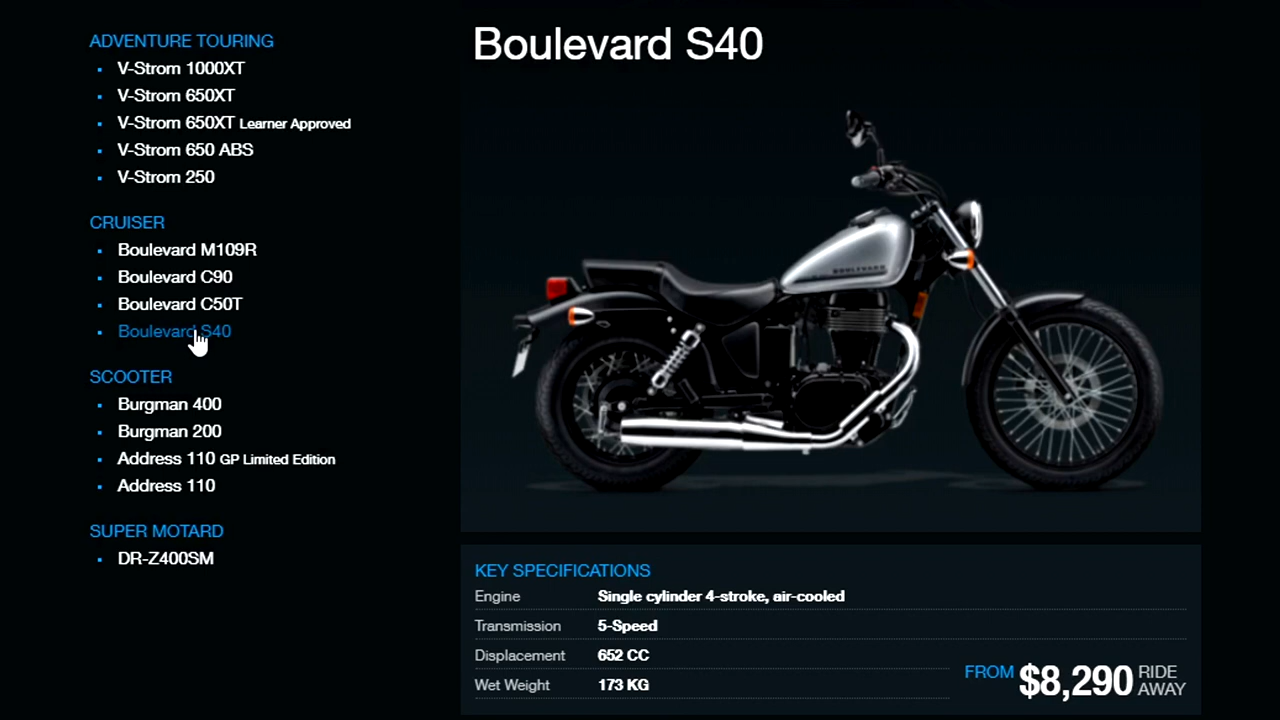 ADVENTURE TOURING
V-Strom 1000XT
V-Strom 650XT
V-Strom 650XT Learner Approved
V-Strom 650 ABS
V-Strom 250
CRUISER
Boulevard M109R
Boulevard C90
Boulevard C50T
Boulevard S40
SCOOTER
Burgman 400
Burgman 200
Address 110 GP Limited Edition
Address 110
SUPER MOTARD
DR-Z400SM
Boulevard S40
BOULEVARD
KEY SPECIFICATIONS
Engine Single cylinder 4-stroke, air-cooled
Transmission 5-Speed
Displacement 652 CC
Wet Weight 173 KG
FROM $8,290 RIDE AWAY